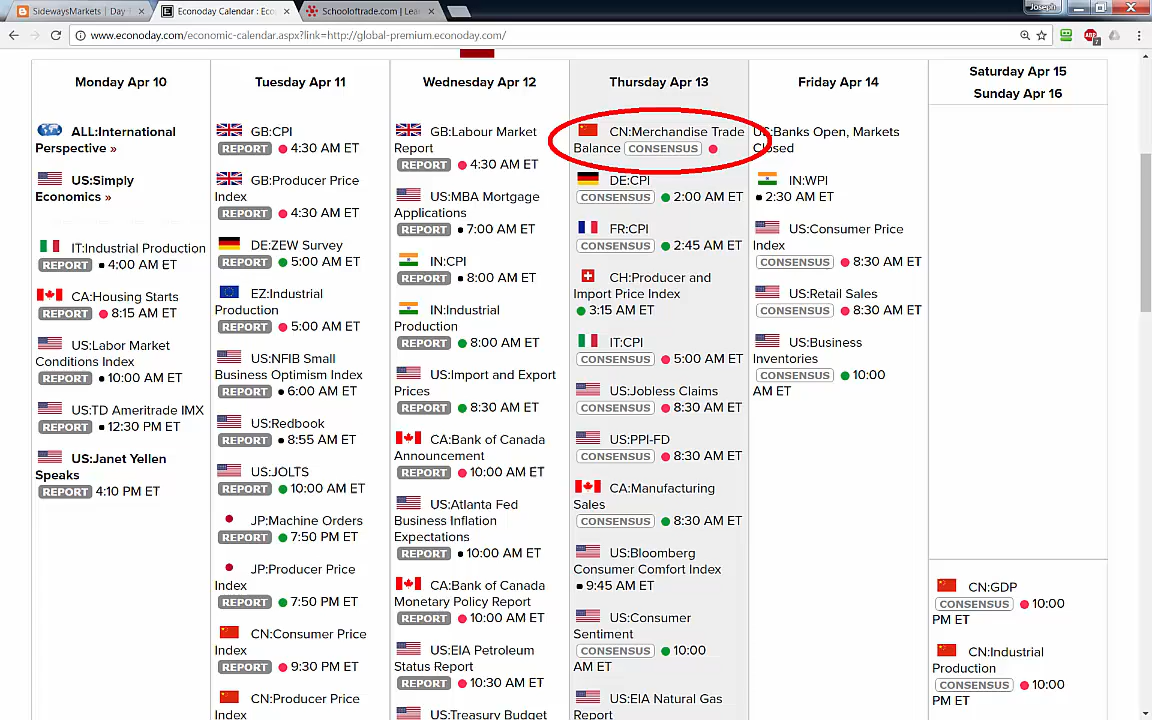 SidewaysMarkets | Day
Econoday Calendar : Eco
Schooloftrade.com | Lea
Joseph
www.econoday.com/economic-calendar.aspx?link=http://global-premium.econoday.com/
7
Monday Apr 10
ALL:International
Perspective »
US:Simply
Economics »
IT:Industrial Production
REPORT 4:00 AM ET
CA:Housing Starts
REPORT 8:15 AM ET
US:Labor Market
Conditions Index
REPORT 10:00 AM ET
US:TD Ameritrade IMX
REPORT 12:30 PM ET
US:Janet Yellen
Speaks
REPORT 4:10 PM ET
Tuesday Apr 11
GB:CPI
REPORT 4:30 AM ET
GB:Producer Price
Index
REPORT 4:30 AM ET
DE:ZEW Survey
REPORT 5:00 AM ET
EZ:Industrial
Production
REPORT 5:00 AM ET
US:NFIB Small
Business Optimism Index
REPORT 6:00 AM ET
US:Redbook
REPORT 8:55 AM ET
US:JOLTS
REPORT 10:00 AM ET
JP:Machine Orders
REPORT 7:50 PM ET
JP:Producer Price
Index
REPORT 7:50 PM ET
CN:Consumer Price
Index
REPORT 9:30 PM ET
CN:Producer Price
Index
Wednesday Apr 12
GB:Labour Market
Report
REPORT 4:30 AM ET
US:MBA Mortgage
Applications
REPORT 7:00 AM ET
IN:CPI
REPORT 8:00 AM ET
IN:Industrial
Production
REPORT 8:00 AM ET
US:Import and Export
Prices
REPORT 8:30 AM ET
CA:Bank of Canada
Announcement
REPORT 10:00 AM ET
US:Atlanta Fed
Business Inflation
Expectations
REPORT 10:00 AM ET
CA:Bank of Canada
Monetary Policy Report
REPORT 10:00 AM ET
US:EIA Petroleum
Status Report
REPORT 10:30 AM ET
US:Treasury Budget
Thursday Apr 13
CN:Merchandise Trade
Balance CONSENSUS
DE:CPI
CONSENSUS 2:00 AM ET
FR:CPI
CONSENSUS 2:45 AM ET
CH:Producer and
Import Price Index
3:15 AM ET
IT:CPI
CONSENSUS 5:00 AM ET
US:Jobless Claims
CONSENSUS 8:30 AM ET
US:PPI-FD
CONSENSUS 8:30 AM ET
CA:Manufacturing
Sales
CONSENSUS 8:30 AM ET
US:Bloomberg
Consumer Comfort Index
9:45 AM ET
US:Consumer
Sentiment
CONSENSUS 10:00
AM ET
US:EIA Natural Gas
Report
Friday Apr 14
US:Banks Open, Markets
Closed
IN:WPI
2:30 AM ET
US:Consumer Price
Index
CONSENSUS 8:30 AM ET
US:Retail Sales
CONSENSUS 8:30 AM ET
US:Business
Inventories
CONSENSUS 10:00
AM ET
Saturday Apr 15
Sunday Apr 16
CN:GDP
CONSENSUS 10:00
PM ET
CN:Industrial
Production
CONSENSUS 10:00
PM ET